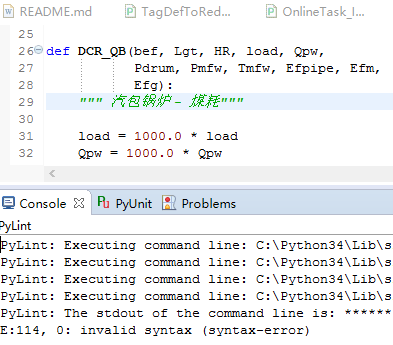 README.md TagDefToRed... OnlineTask_I
25
26 def DCR_QB(bef, Lgt, HR, load, Qpw,
27 Pdrum, Pmfw, Tmfw, Efpipe, Efm,
28 Efg):
29 """ 汽包锅炉- 煤耗"""
30
31 load = 1000.0 * load
32 Qpw = 1000.0 * Qpw
Console PyUnit Problems
PyLint
PyLint: Executing command line: C:\Python34\Lib\s
PyLint: Executing command line: C:\Python34\Lib\s
PyLint: Executing command line: C:\Python34\Lib\s
PyLint: Executing command line: C:\Python34\Lib\s
PyLint: The stdout of the command line is: ******
E:114, 0: invalid syntax (syntax-error)